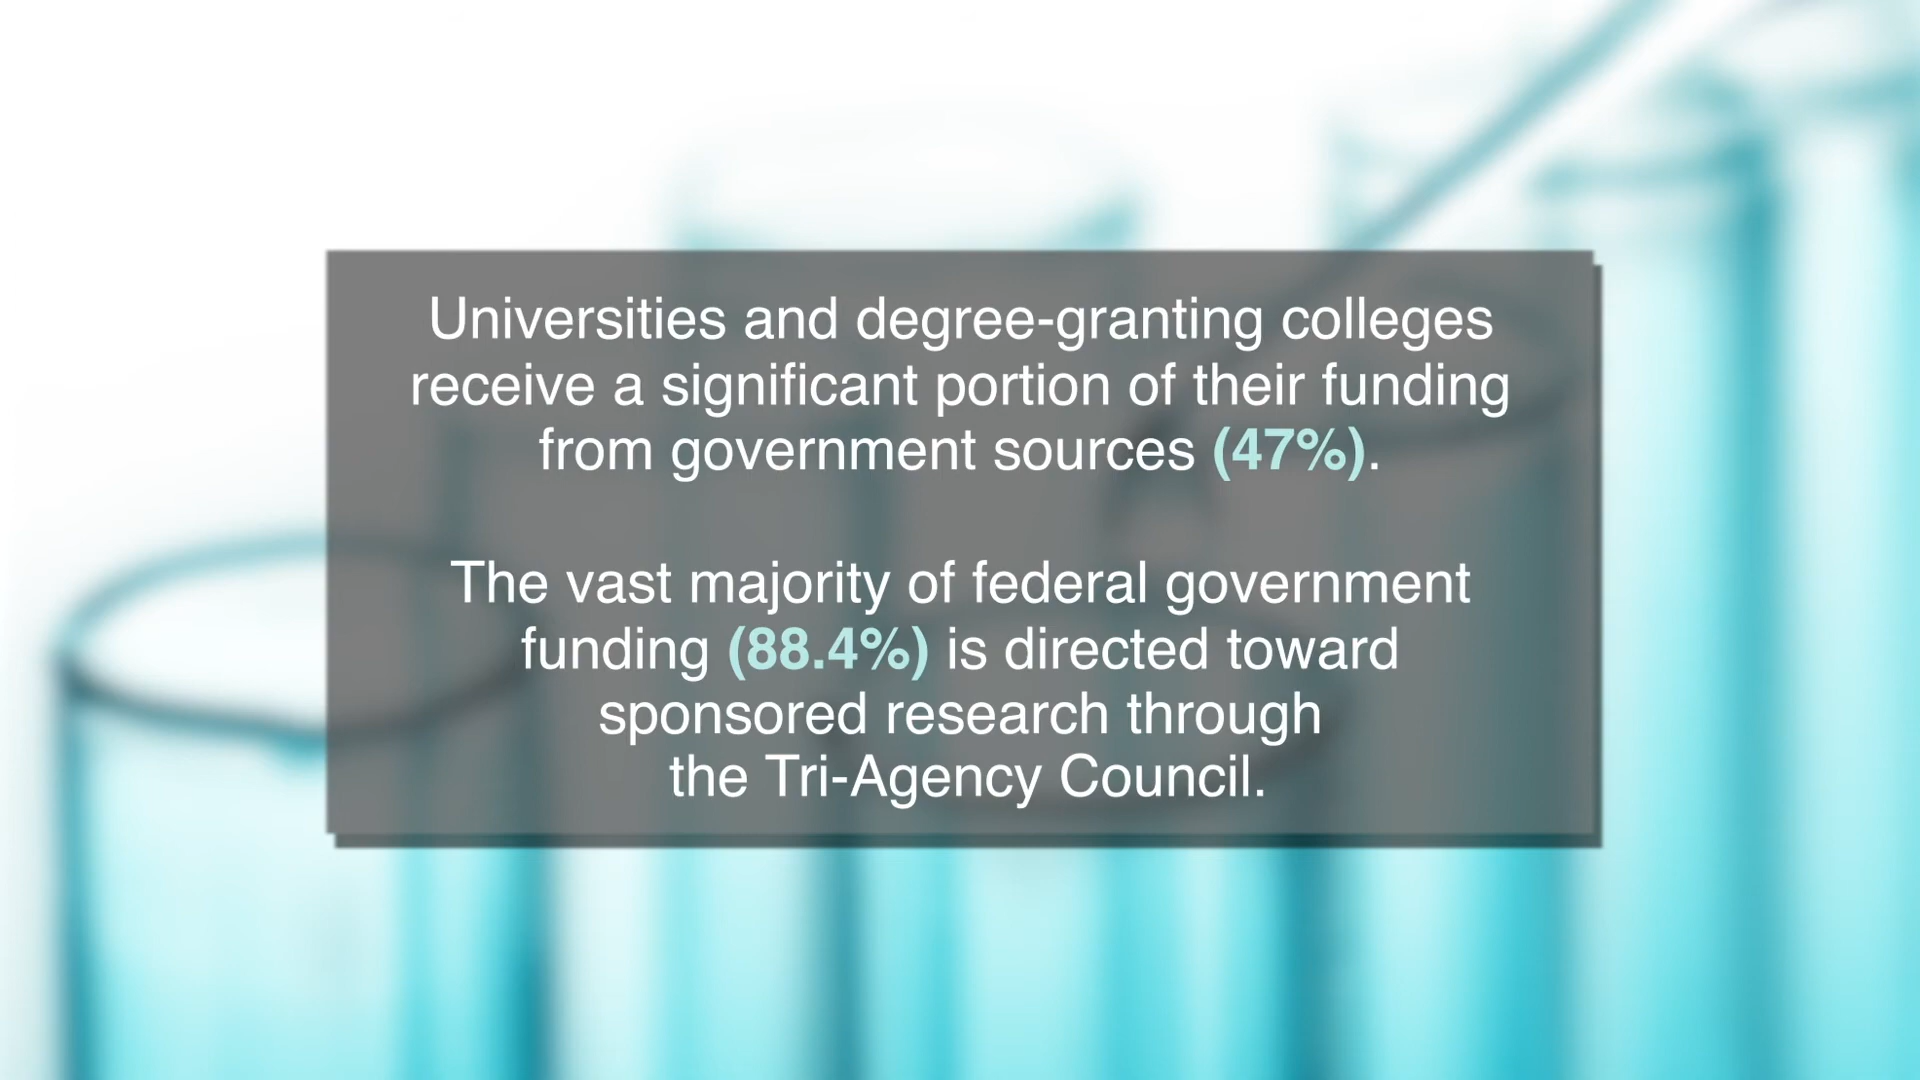 Universities and degree-granting colleges
receive a significant portion of their funding
from government sources (47%).
The vast majority of federal government
funding (88.4%) is directed toward
sponsored research through
the Tri-Agency Council.